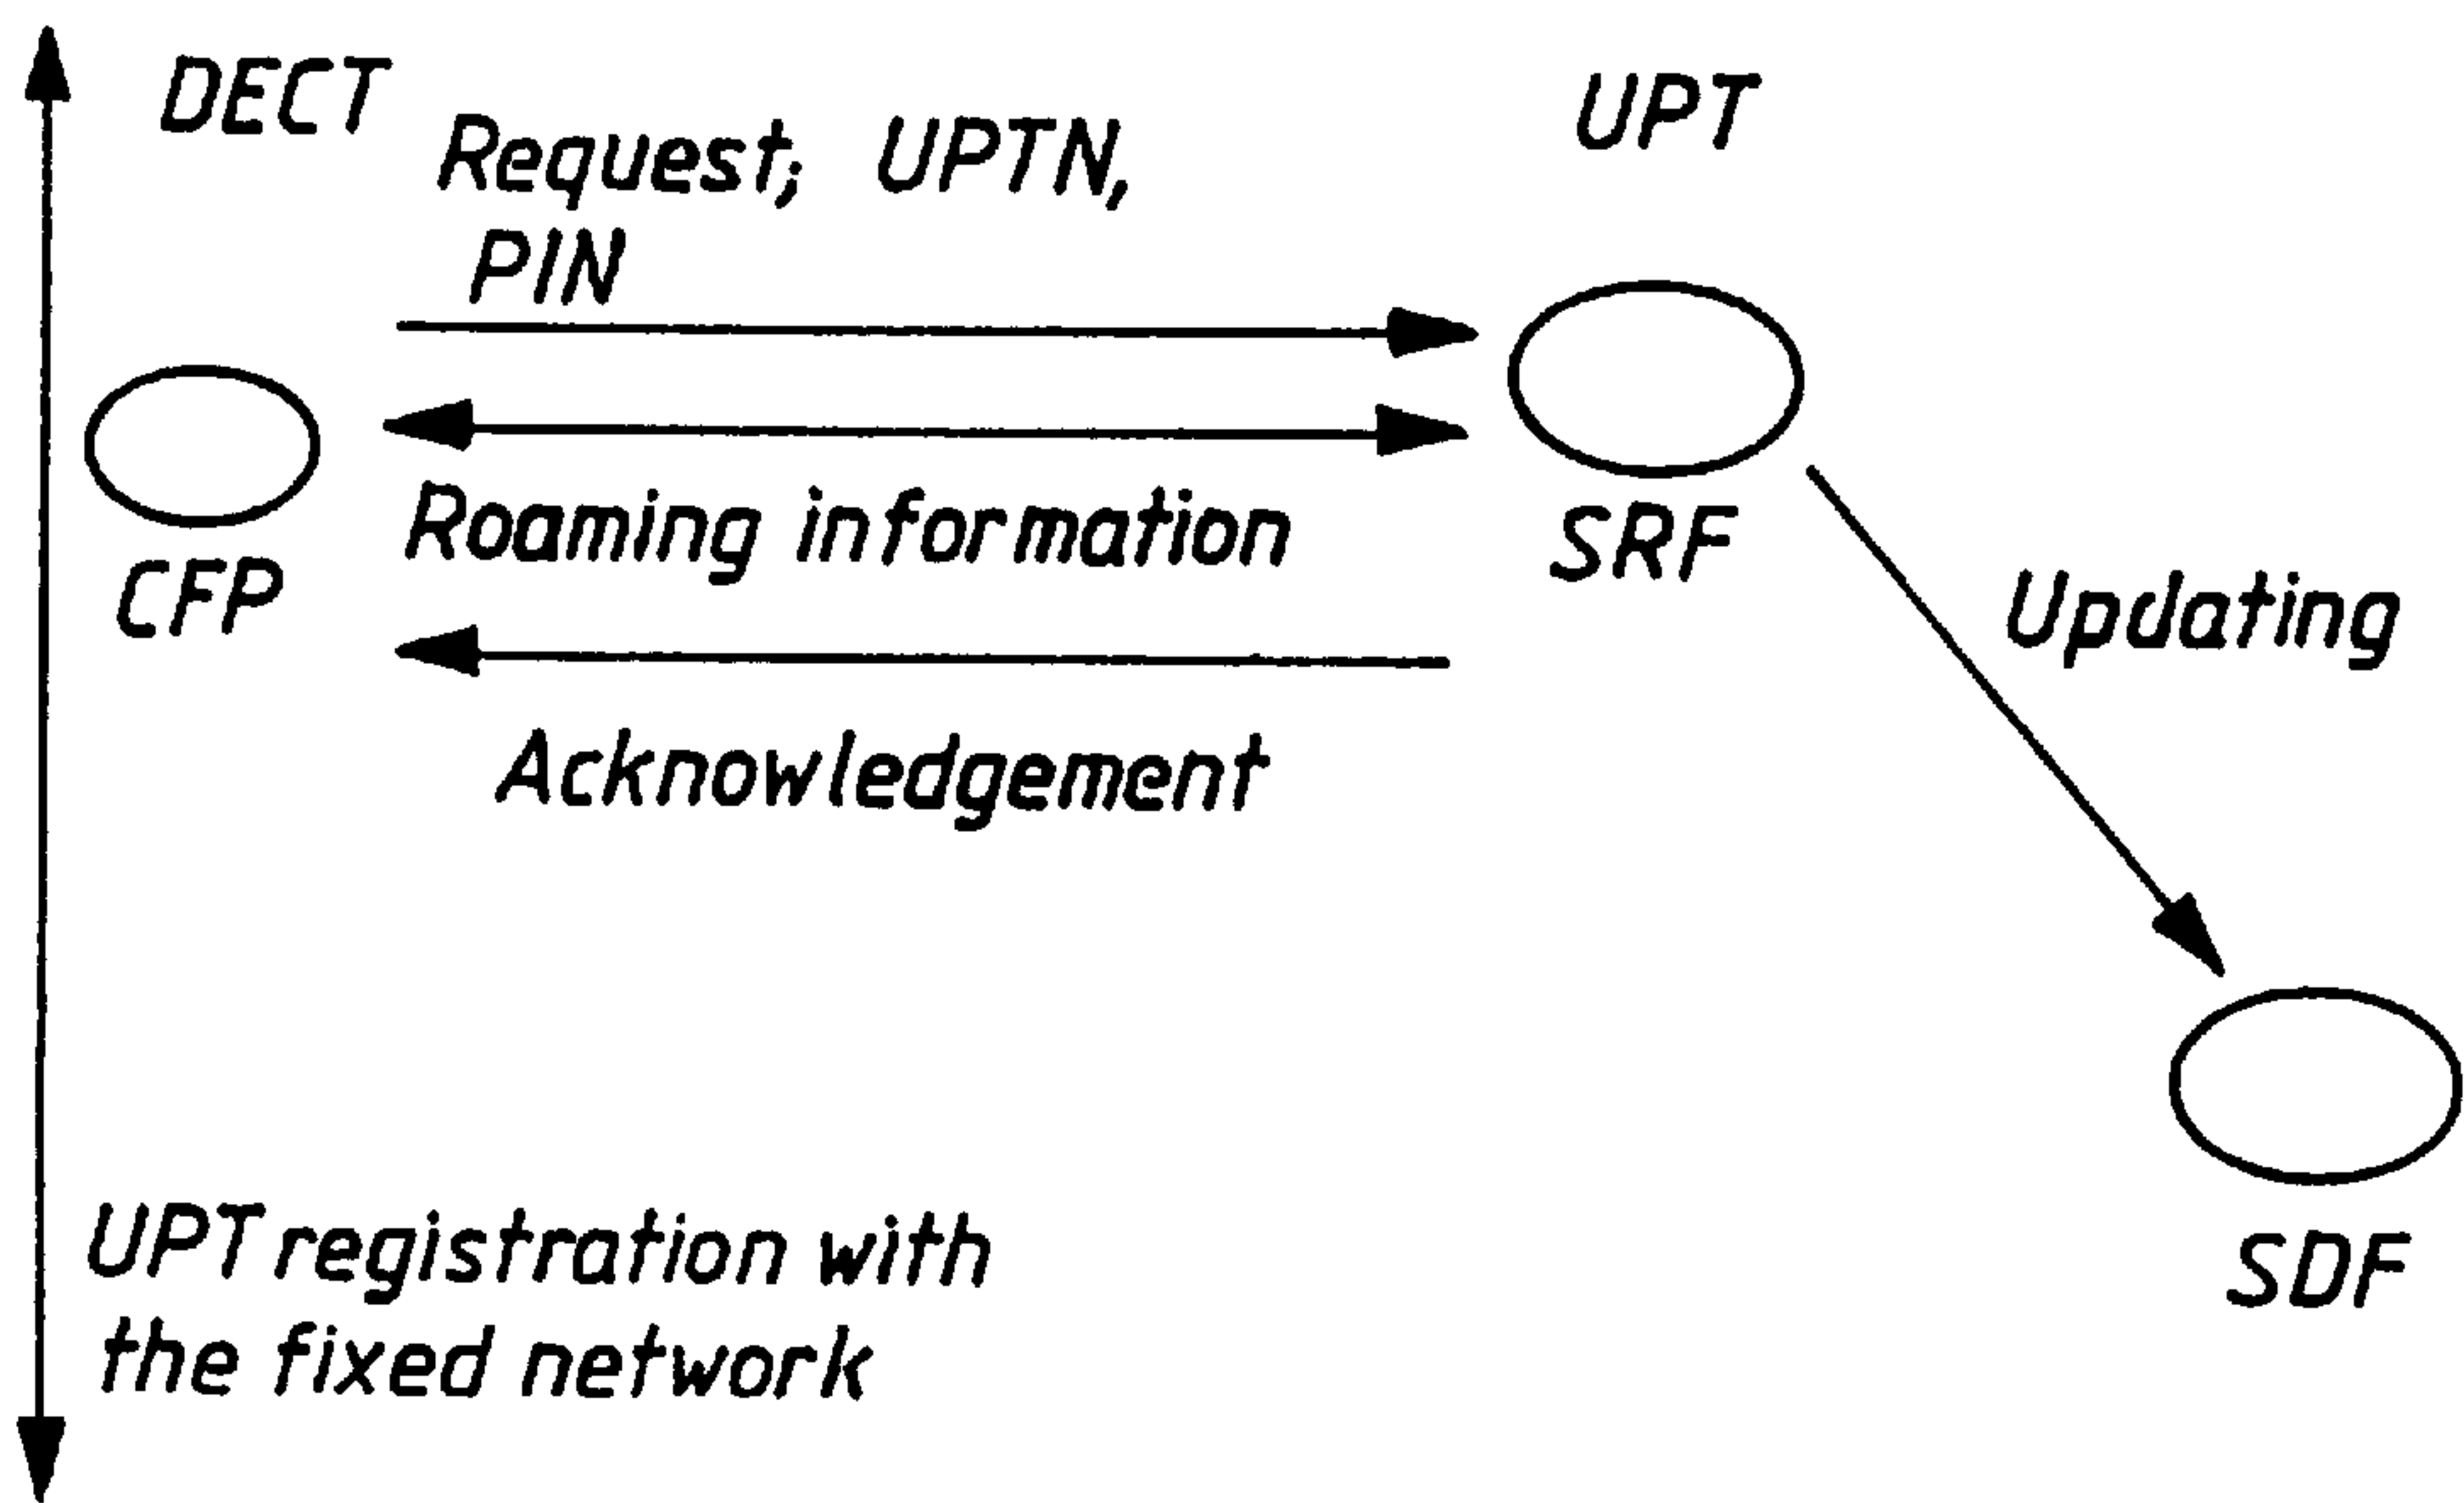 DECT
UPT
Request; UPTN,
PIN
Roaming information
CFP
SRF
Updating
Acknowledgement
UPT registration with
the fixed network
SDF